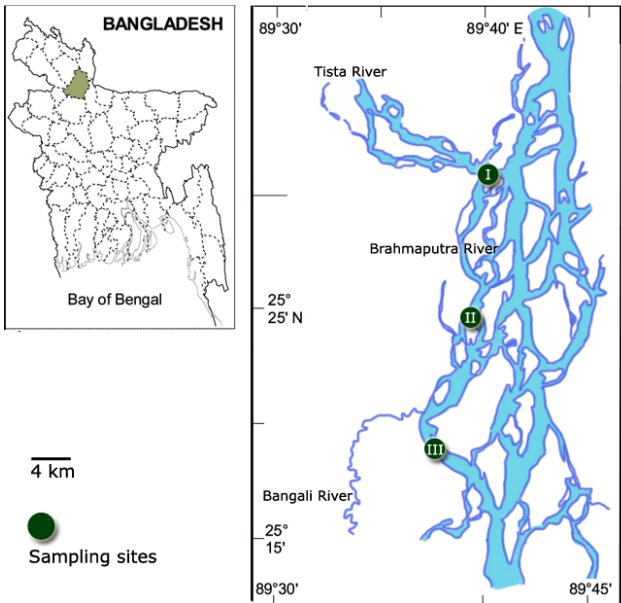 BANGLADESH
Bay of Bengal
4 km
Sampling sites
89°30'
89°40' E
Tista River
I
Brahmaputra River
25°
25' N
II
III
Bangali River
25°
15'
89°30'
89°45'